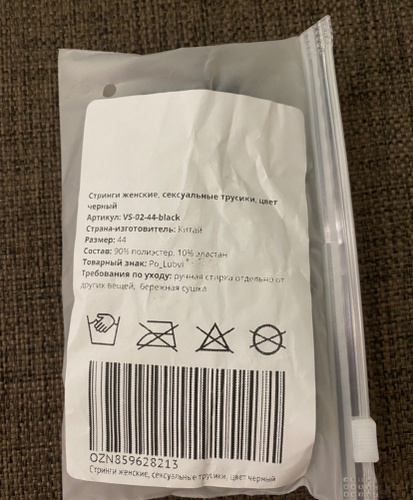 Стринги женские, сексуальные трусики, цвет
черный
Артикул: VS-02-44-black
Страна-изготовитель: Китай
Размер: 44
Состав: 90% полиэстер, 10% эластан
Товарный знак: Po_Lubvi
Требования по уходу: ручная стирка отдельно от
других вещей, бережная сушка
OZN859628213
Стринги женские, сексуальные трусики, цвет черный